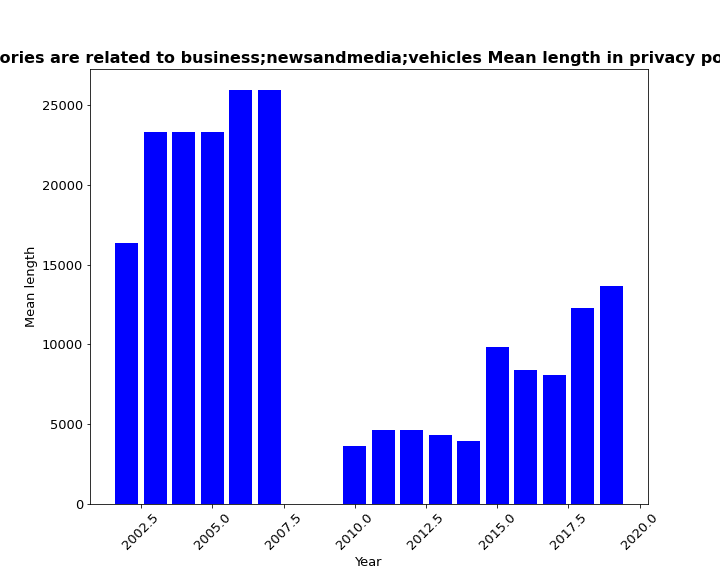 ories are related to business;newsandmedia;vehicles Mean length in privacy po
25000
20000
15000
10000
5000
0
Mean length
2002.5 2005.0 2007.5 2010.0 2012.5 2015.0 2017.5 2020.0
Year